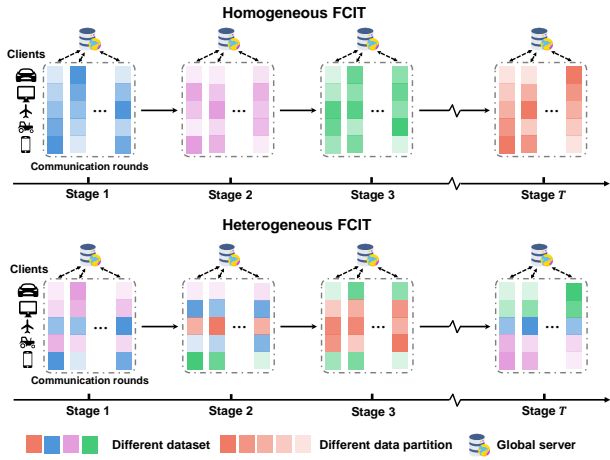 Homogeneous FCIT
Clients
...
...
...
...
Communication rounds
Stage 1
Stage 2
Stage 3
Stage T
Heterogeneous FCIT
Clients
...
...
...
...
Communication rounds
Stage 1
Stage 2
Stage 3
Stage T
Different dataset
Different data partition
Global server